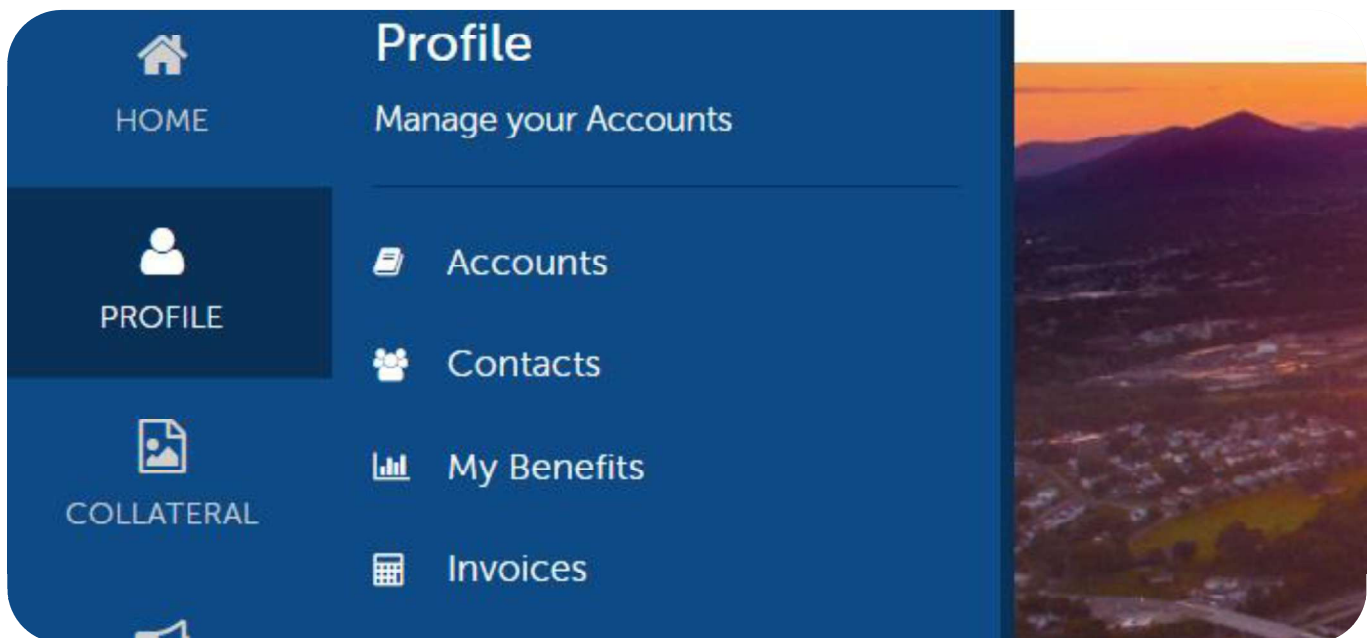 HOME
PROFILE
COLLATERAL
Profile
Manage your Accounts
Accounts
Contacts
My Benefits
Invoices